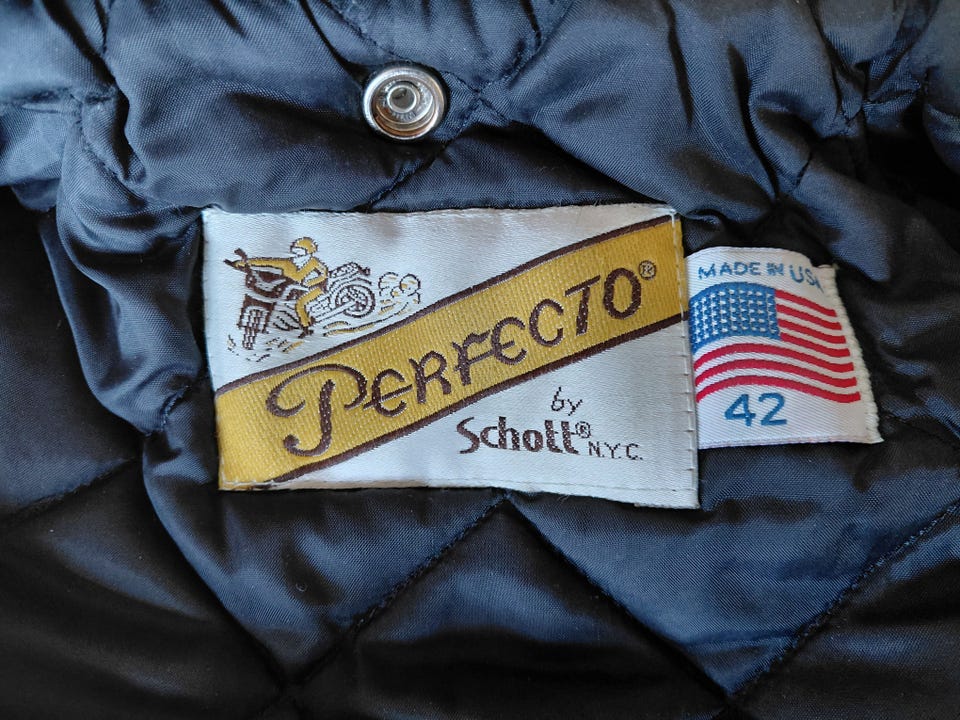 PERFECTO®
by
Schott® N.Y.C.
MADE IN USA
42